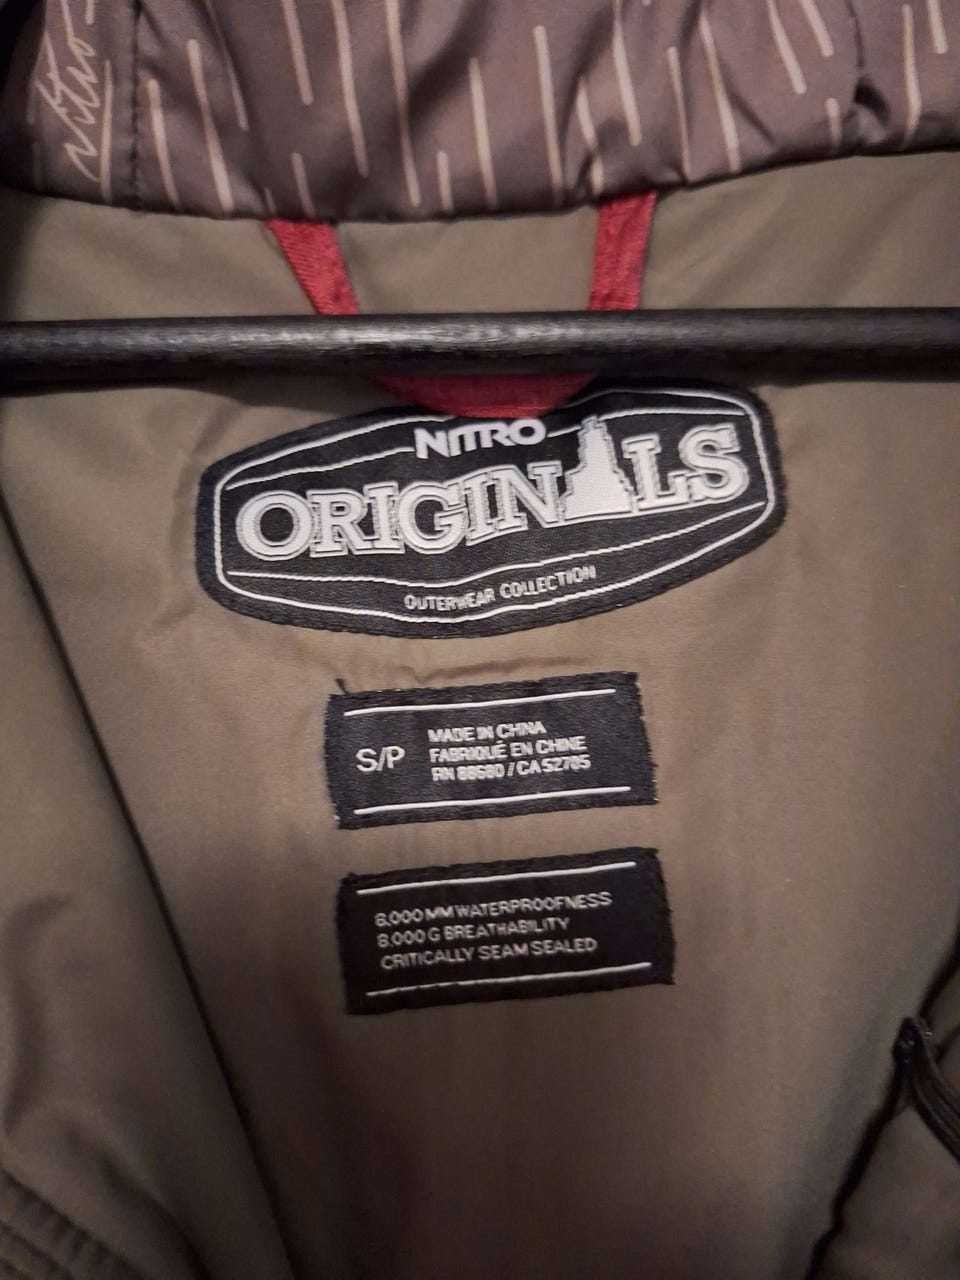 nitro
NITRO
ORIGINALS
OUTERWEAR COLLECTION
S/P
MADE IN CHINA
FABRIQUÉ EN CHINE
RN 88580 / CA 52705
8.000 MM WATERPROOFNESS
8.000 G BREATHABILITY
CRITICALLY SEAM SEALED